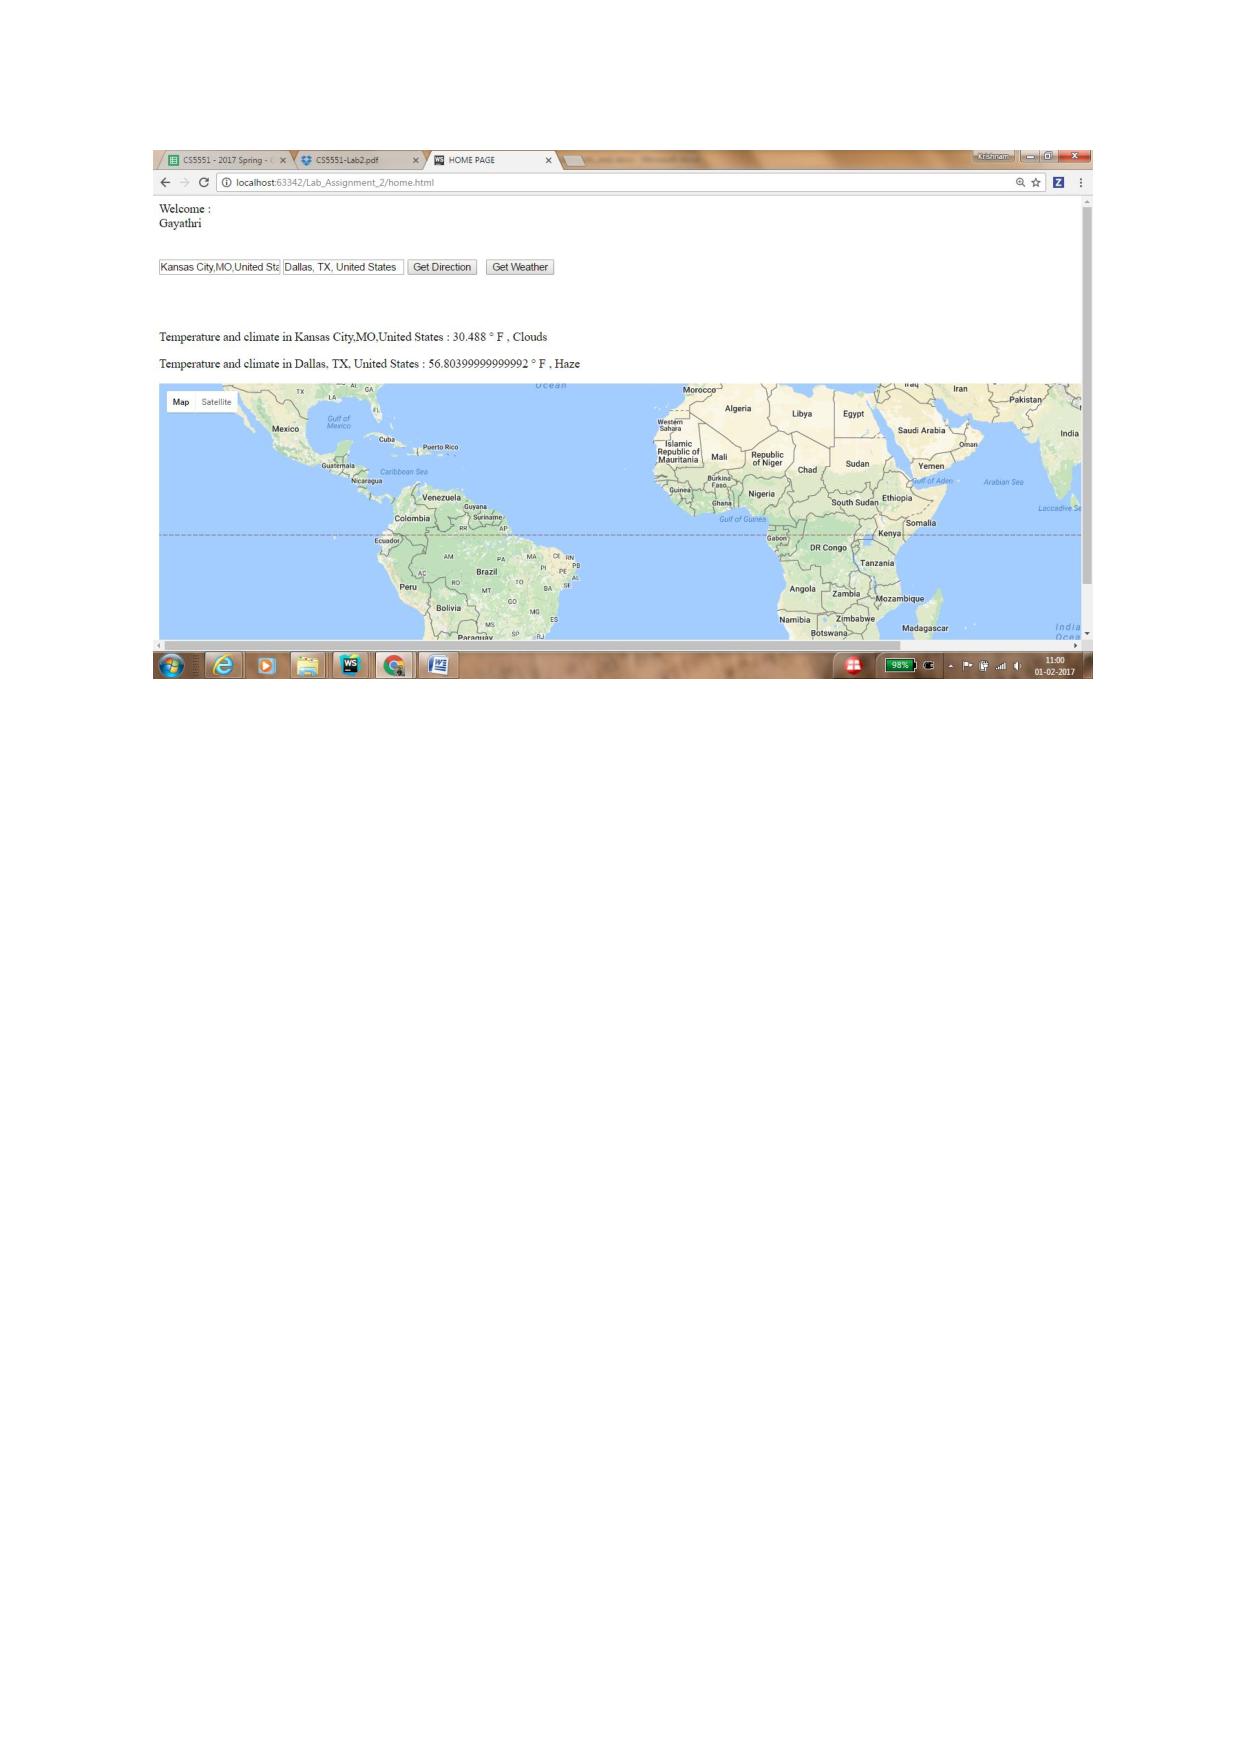 CS5551 - 2017 Spring - 
CS5551-Lab2.pdf
HOME PAGE
Krishnam
localhost:63342/Lab_Assignment_2/home.html
Welcome :
Gayathri
Kansas City,MO,United Sta Dallas, TX, United States Get Direction Get Weather
Temperature and climate in Kansas City,MO,United States : 30.488 ° F , Clouds
Temperature and climate in Dallas, TX, United States : 56.80399999999992 ° F , Haze
Map Satellite
Ocean
TX
LA
AL
GA
FL
Gulf of
Mexico
Mexico
Cuba
Puerto Rico
Guatemala
Caribbean Sea
Nicaragua
Venezuela
Guyana
Colombia
Suriname
RR
AP
Ecuador
AM
PA
MA
CE
RN
PB
PI
PE
AL
SE
AC
Peru
RO
Brazil
TO
BA
MT
GO
Bolivia
MG
ES
MS
SP
RJ
Paraguay
Morocco
Algeria
Libya
Egypt
Western
Sahara
Islamic
Republic of
Mauritania
Mali
Republic
of Niger
Chad
Sudan
Burkina
Faso
Guinea
Ghana
Nigeria
South Sudan
Ethiopia
Gulf of Guinea
Somalia
Gabon
DR Congo
Kenya
Tanzania
Angola
Zambia
Mozambique
Namibia
Zimbabwe
Botswana
Madagascar
Iraq
Iran
Pakistan
Saudi Arabia
Oman
India
Yemen
Gulf of Aden
Arabian Sea
Laccadive Se
India
Ocea
WS
98%
11:00
01-02-2017